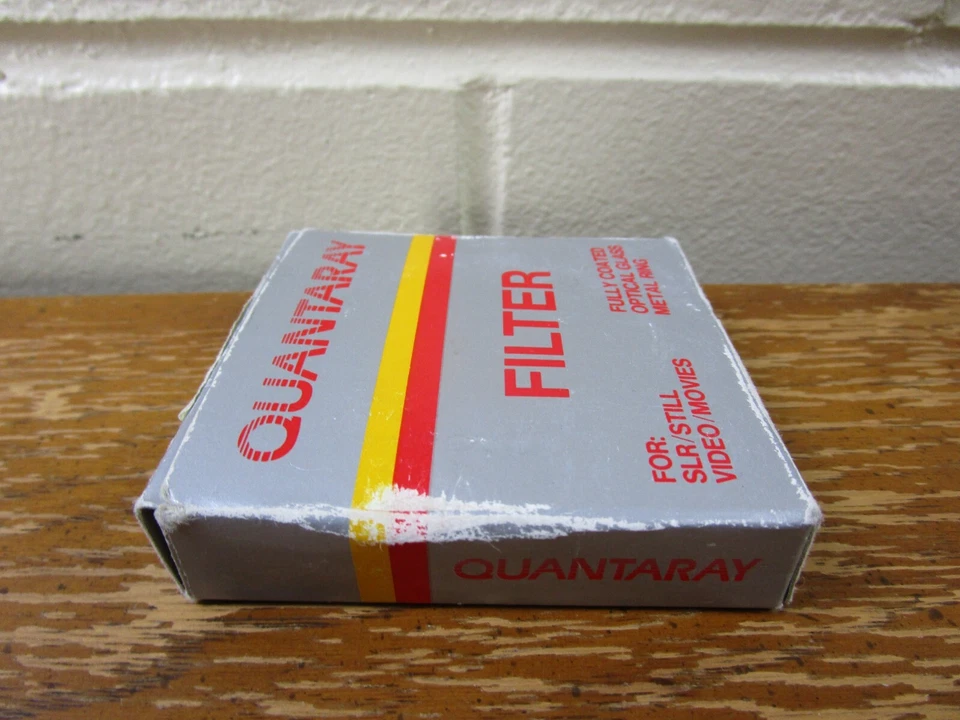 QUANTARAY
FILTER
FULLY COATED
OPTICAL GLASS
METAL RING
FOR:
SLR/STILL
VIDEO/MOVIES
QUANTARAY